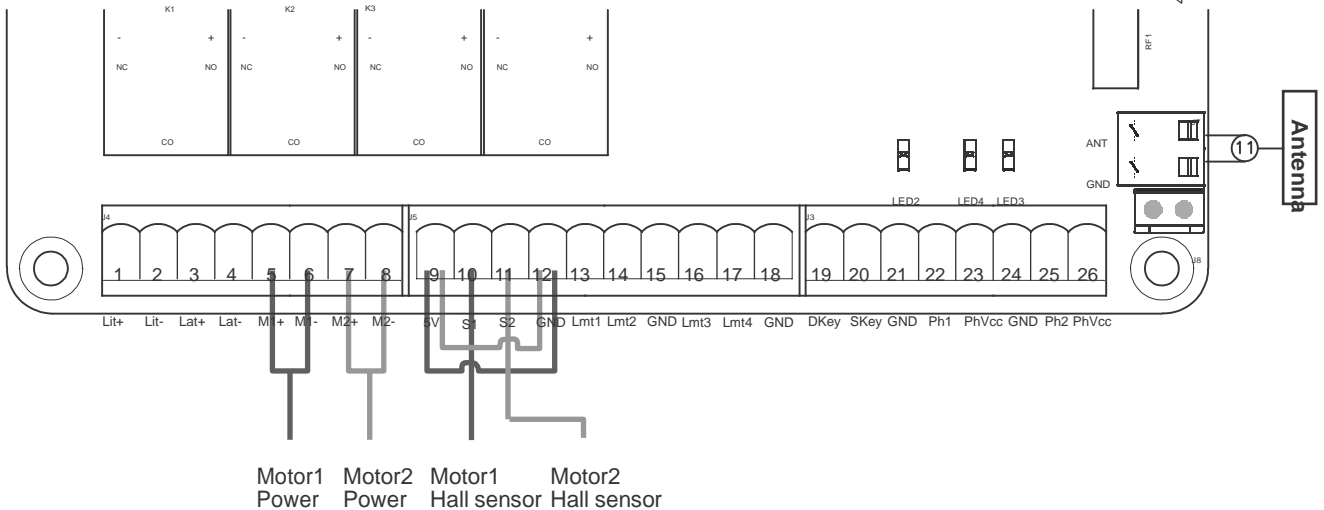 K1 K2 K3
- + - + - + - +
NC NO NC NO NC NO NC NO
CO CO CO CO
RF1
ANT
GND
11
Antenna
LED2 LED4 LED3
J4 J5 J3
1 2 3 4 5 6 7 8 9 10 11 12 13 14 15 16 17 18 19 20 21 22 23 24 25 26
J8
Lit+ Lit- Lat+ Lat- M1+ M1- M2+ M2- 5V S1 S2 GND Lmt1 Lmt2 GND Lmt3 Lmt4 GND DKey SKey GND Ph1 PhVcc GND Ph2 PhVcc
Motor1 Motor2 Motor1 Motor2
Power Power Hall sensor Hall sensor